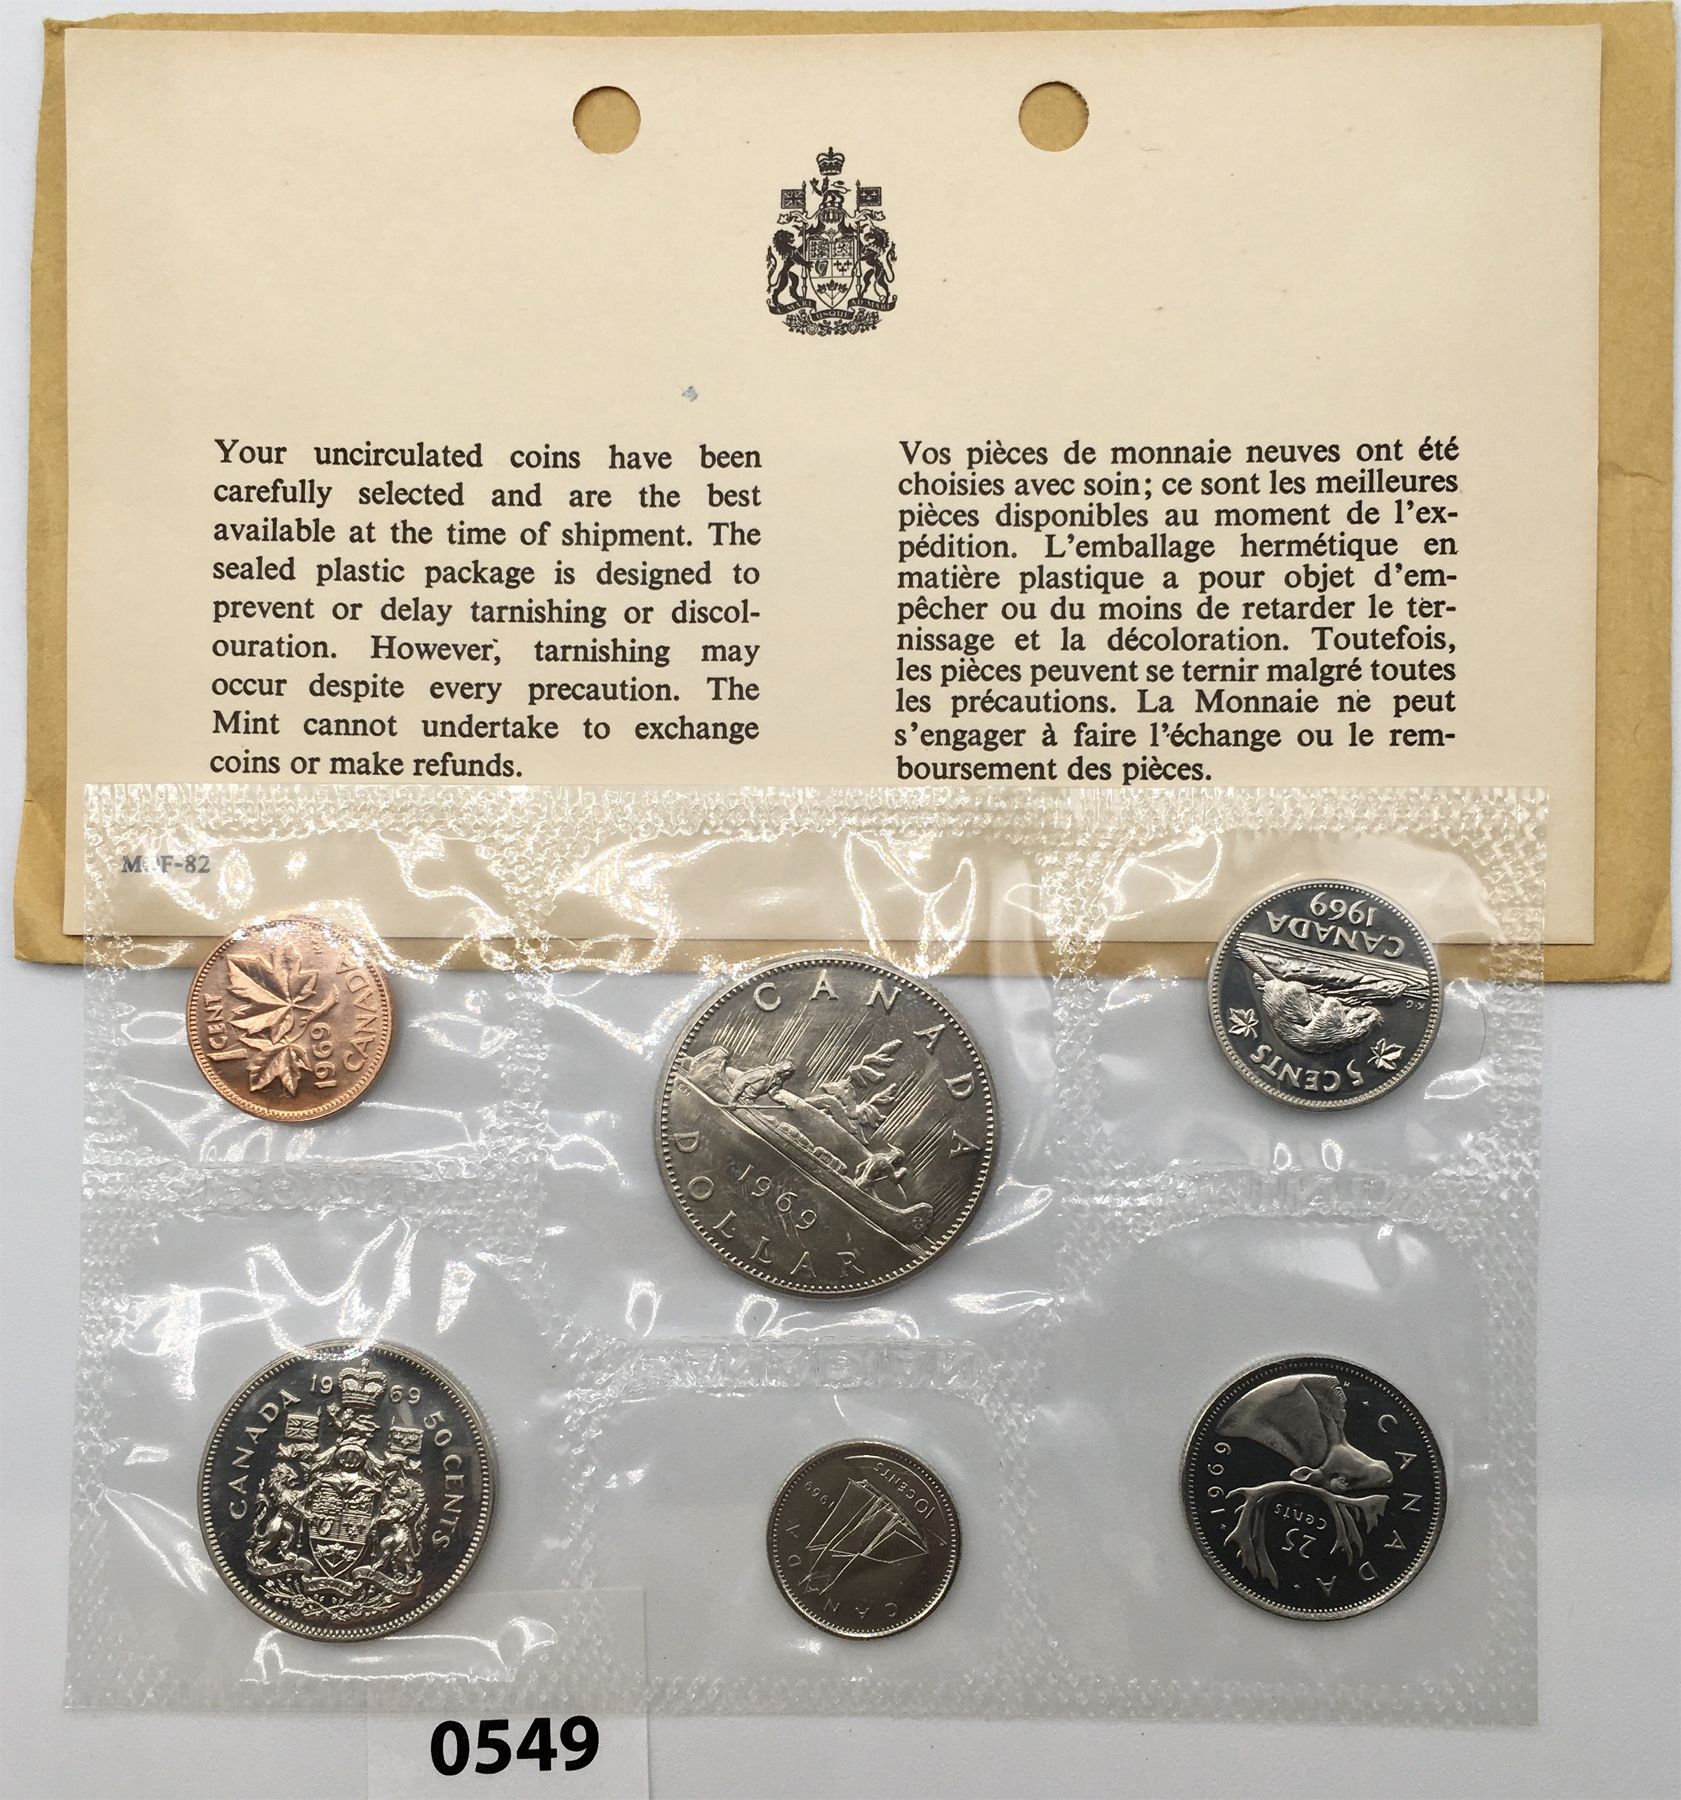 Your uncirculated coins have been
carefully selected and are the best
available at the time of shipment. The
sealed plastic package is designed to
prevent or delay tarnishing or discol-
ouration. However, tarnishing may
occur despite every precaution. The
Mint cannot undertake to exchange
coins or make refunds.
Vos pièces de monnaie neuves ont été
choisies avec soin; ce sont les meilleures
pièces disponibles au moment de l'ex-
pédition. L'emballage hermétique en
matière plastique a pour objet d'em-
pêcher ou du moins de retarder le ter-
nissage et la décoloration. Toutefois,
les pièces peuvent se ternir malgré toutes
les précautions. La Monnaie ne peut
s'engager à faire l'échange ou le rem-
boursement des pièces.
1 CENT
1969
CANADA
CANADA
1969
DOLLAR
5 CENTS
CANADA
1969
K·G
CANADA
1969
50 CENTS
10 CENTS
1969
CANADA
CANADA
1969
25
cents
H
0549